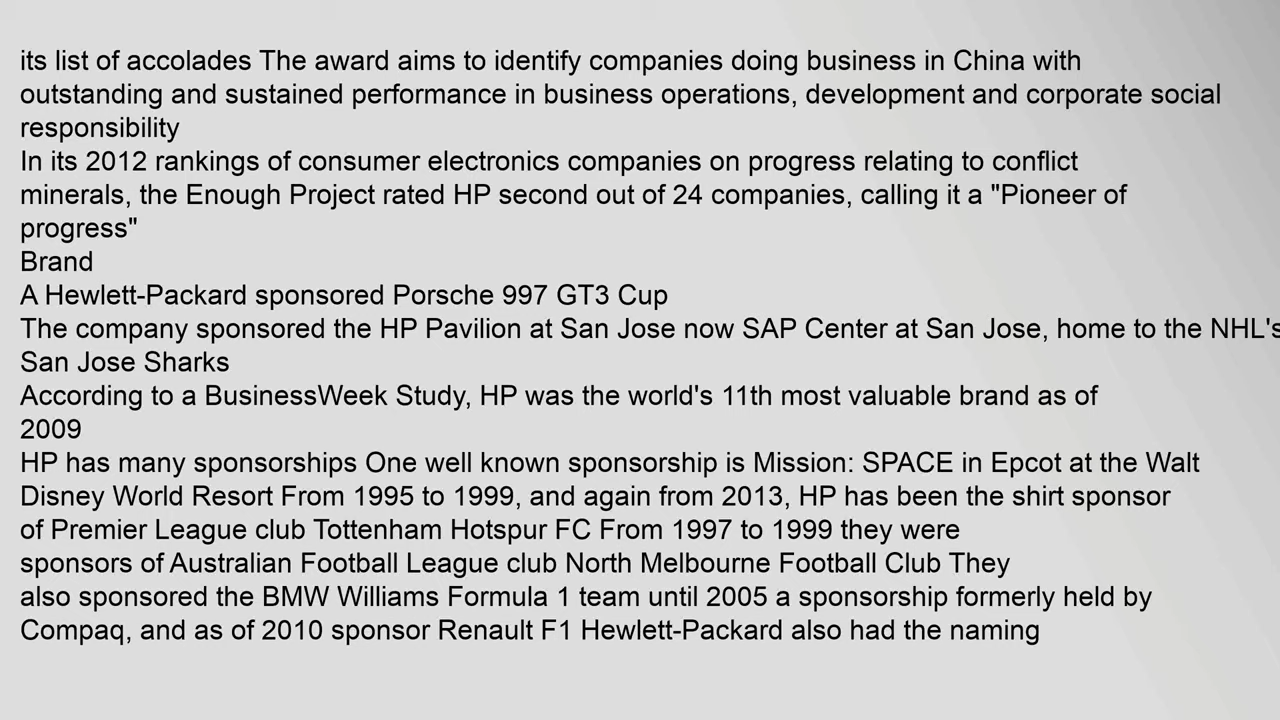 its list of accolades The award aims to identify companies doing business in China with
outstanding and sustained performance in business operations, development and corporate social
responsibility
In its 2012 rankings of consumer electronics companies on progress relating to conflict
minerals, the Enough Project rated HP second out of 24 companies, calling it a "Pioneer of
progress"
Brand
A Hewlett-Packard sponsored Porsche 997 GT3 Cup
The company sponsored the HP Pavilion at San Jose now SAP Center at San Jose, home to the NHL's
San Jose Sharks
According to a BusinessWeek Study, HP was the world's 11th most valuable brand as of
2009
HP has many sponsorships One well known sponsorship is Mission: SPACE in Epcot at the Walt
Disney World Resort From 1995 to 1999, and again from 2013, HP has been the shirt sponsor
of Premier League club Tottenham Hotspur FC From 1997 to 1999 they were
sponsors of Australian Football League club North Melbourne Football Club They
also sponsored the BMW Williams Formula 1 team until 2005 a sponsorship formerly held by
Compaq, and as of 2010 sponsor Renault F1 Hewlett-Packard also had the naming